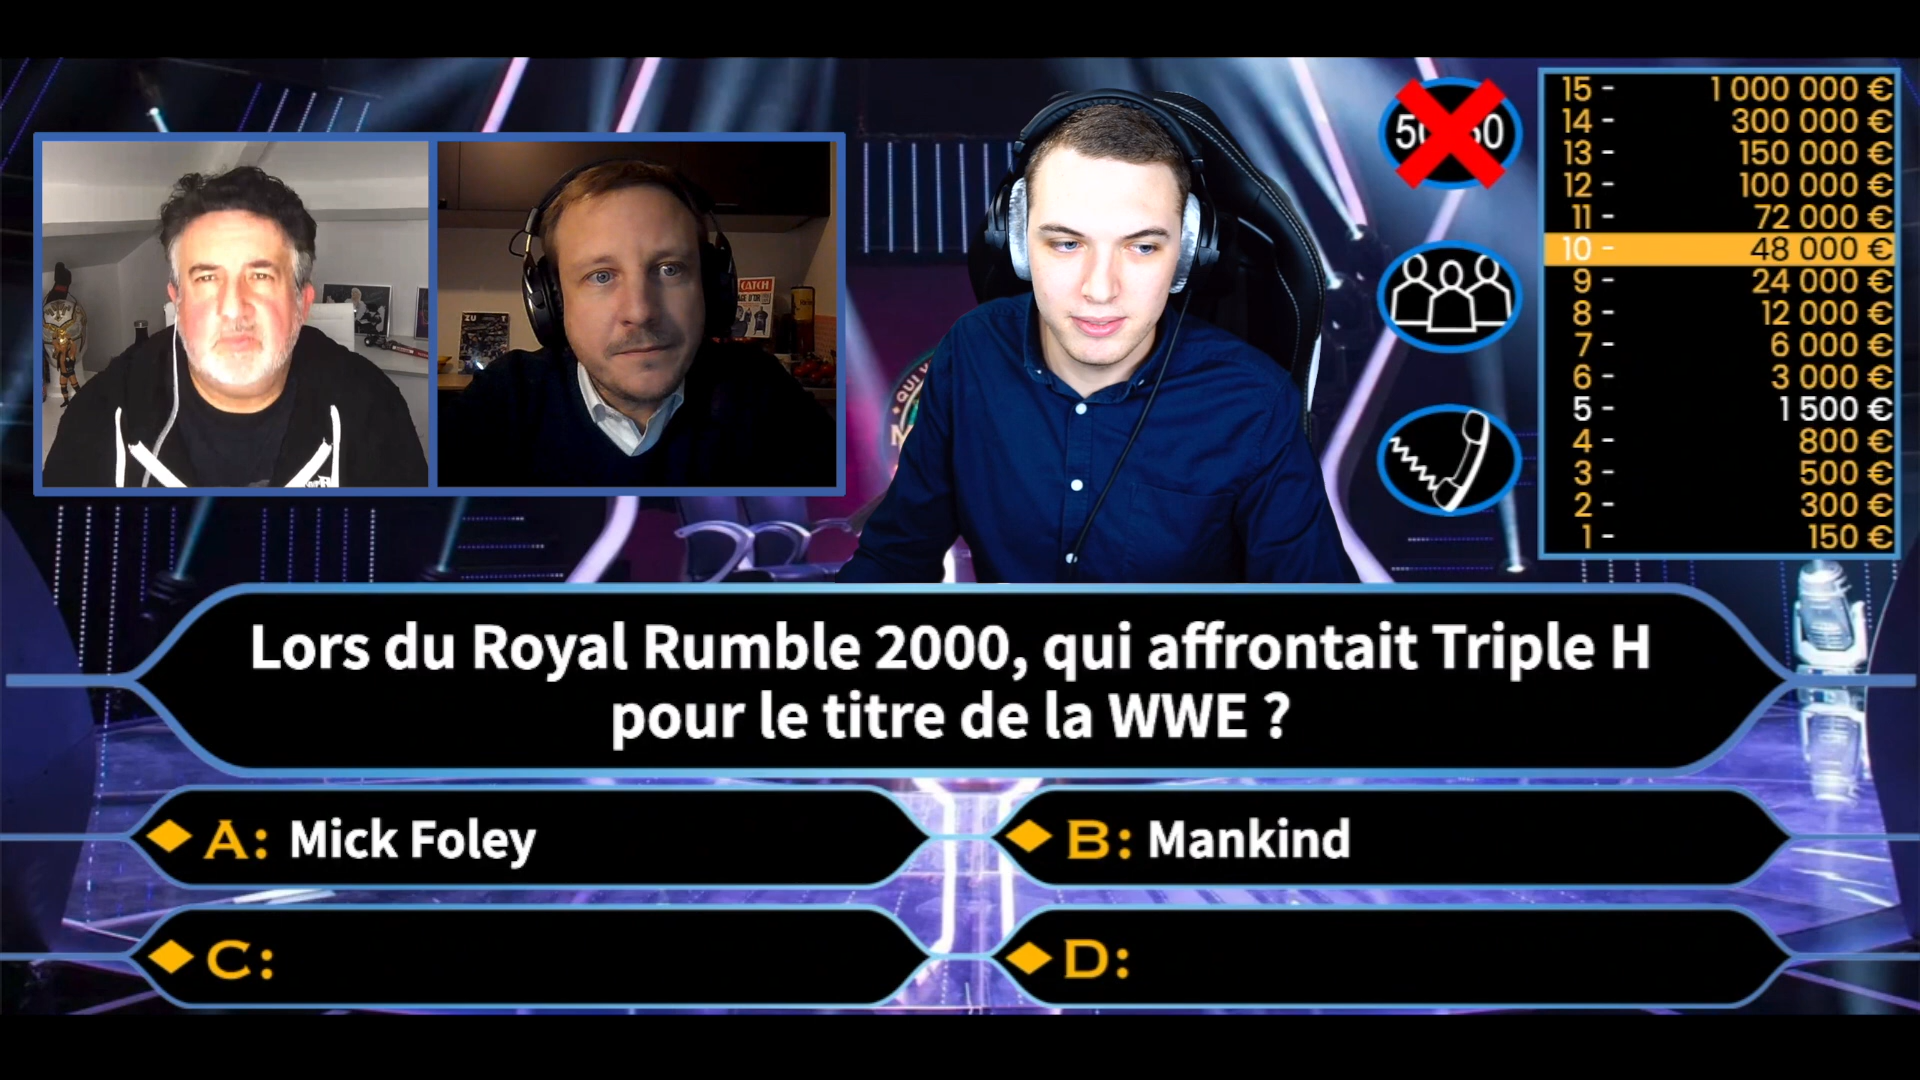 15 - 1 000 000 €
14 - 300 000 €
13 - 150 000 €
12 - 100 000 €
11 - 72 000 €
10 - 48 000 €
9 - 24 000 €
8 - 12 000 €
7 - 6 000 €
6 - 3 000 €
5 - 1 500 €
4 - 800 €
3 - 500 €
2 - 300 €
1 - 150 €
CATCH
QUI
Lors du Royal Rumble 2000, qui affrontait Triple H
pour le titre de la WWE ?
A: Mick Foley
B: Mankind
C:
D: